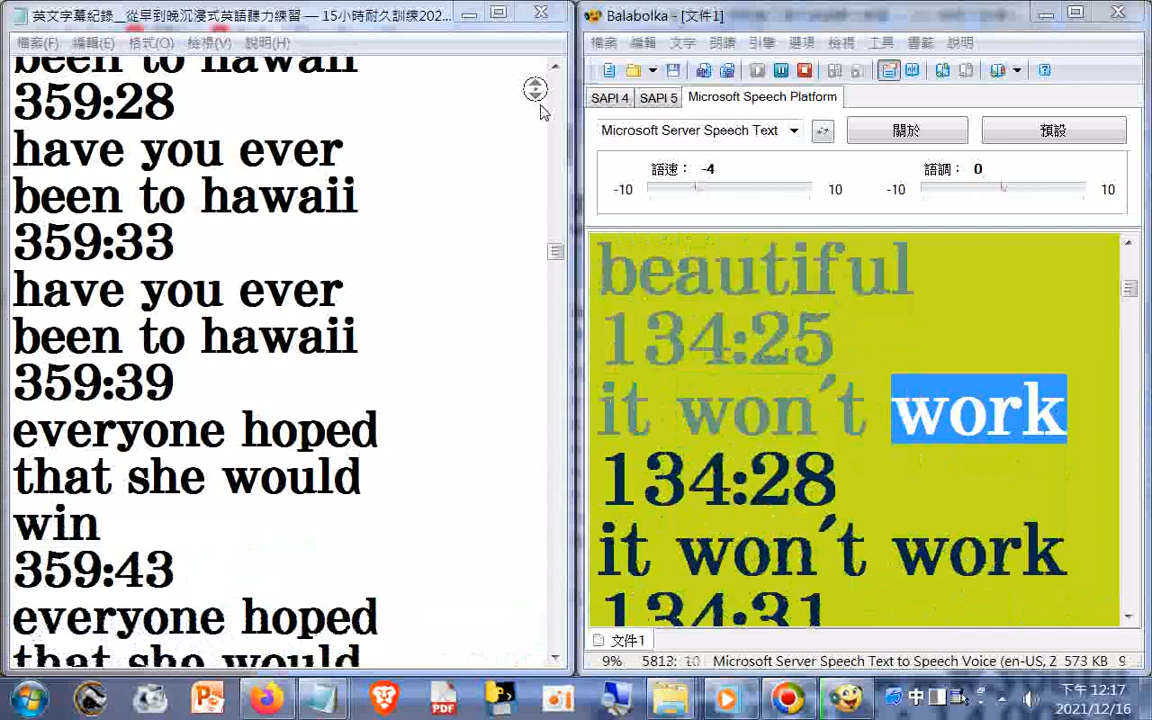 英文字幕紀錄__從早到晚沉浸式英語聽力練習 — 15小時耐久訓練202...
檔案(F) 編輯(E) 格式(O) 檢視(V) 說明(H)
been to hawaii
359:28
have you ever
been to hawaii
359:33
have you ever
been to hawaii
359:39
everyone hoped
that she would
win
359:43
everyone hoped
that she would
Balabolka - [文件1]
檔案 編輯 文字 朗讀 引擎 選項 檢視 工具 書籤 說明
SAPI 4 SAPI 5 Microsoft Speech Platform
Microsoft Server Speech Text 關於 預設
語速： -4 語調： 0
-10 10 -10 10
beautiful
134:25
it won't work
134:28
it won't work
134:31
文件1
9% 5813: 10 Microsoft Server Speech Text to Speech Voice (en-US, 2 573 KB 9
中 下午 12:17
2021/12/16